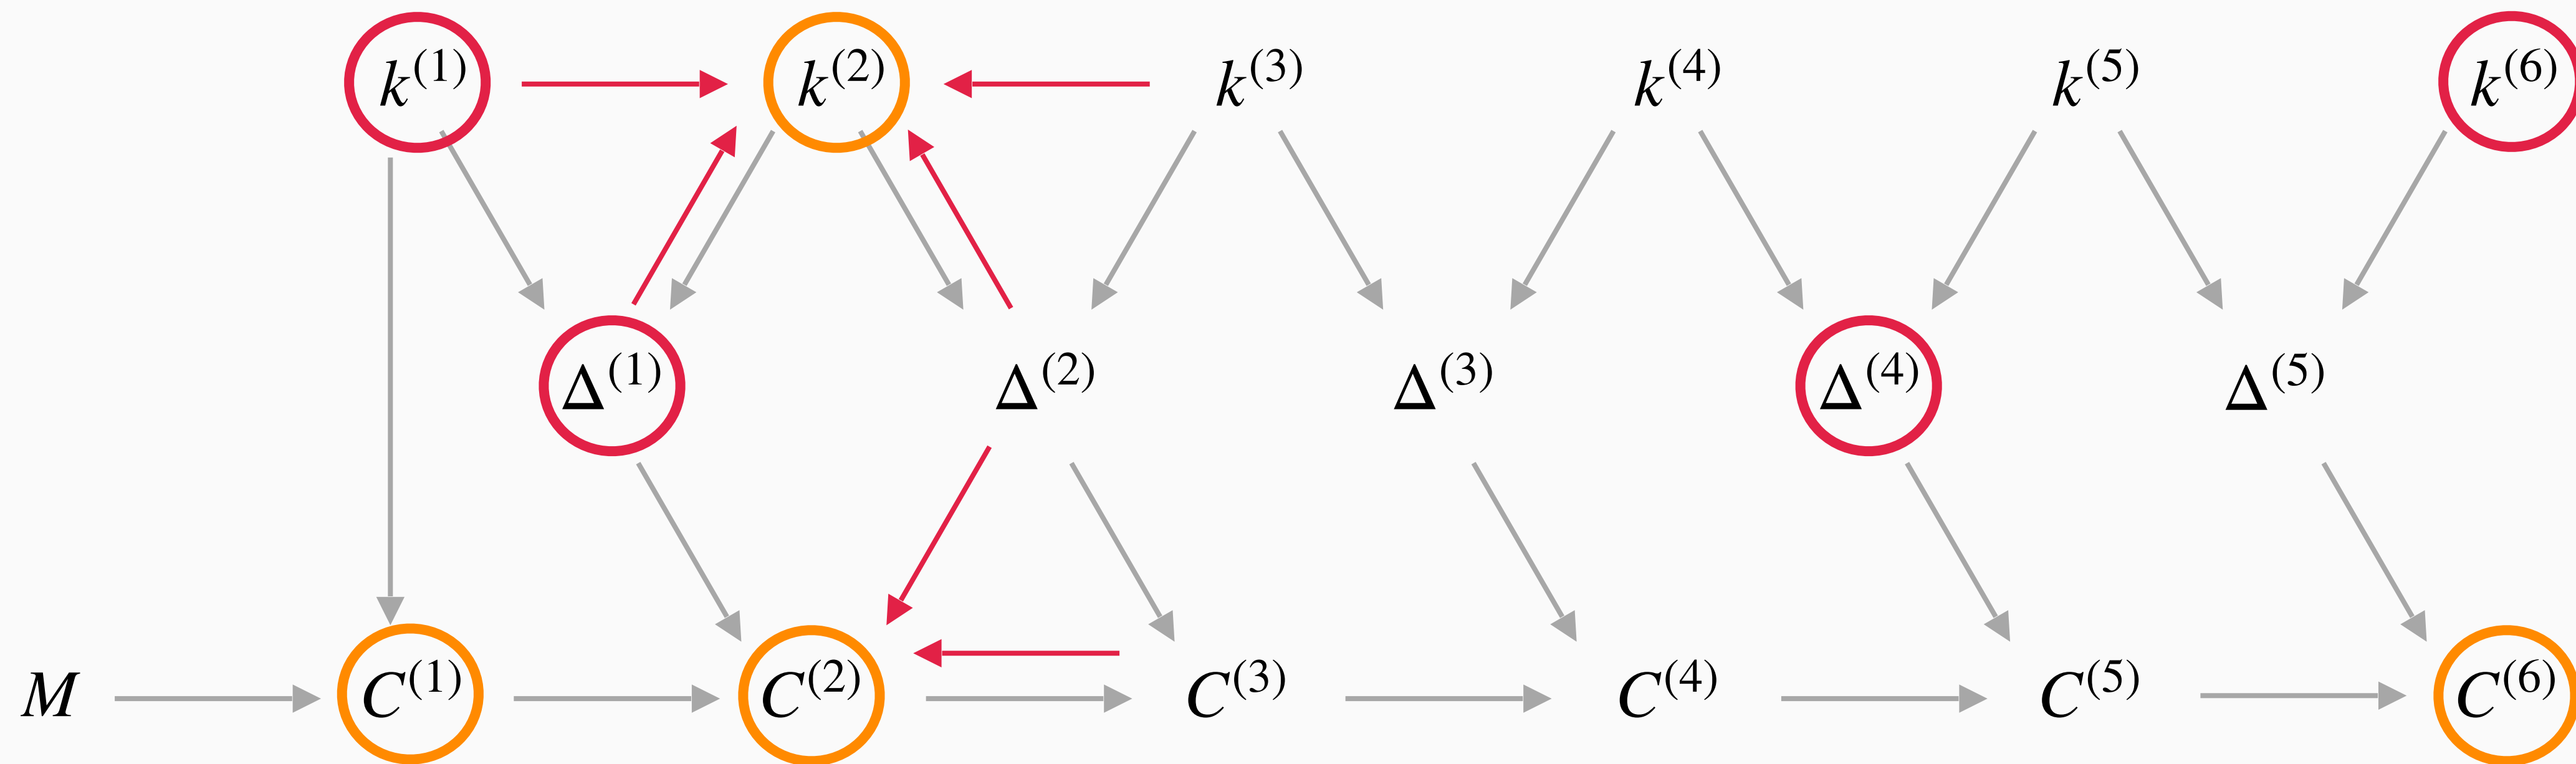 k^(1) k^(2) k^(3) k^(4) k^(5) k^(6)
Δ^(1) Δ^(2) Δ^(3) Δ^(4) Δ^(5)
M C^(1) C^(2) C^(3) C^(4) C^(5) C^(6)